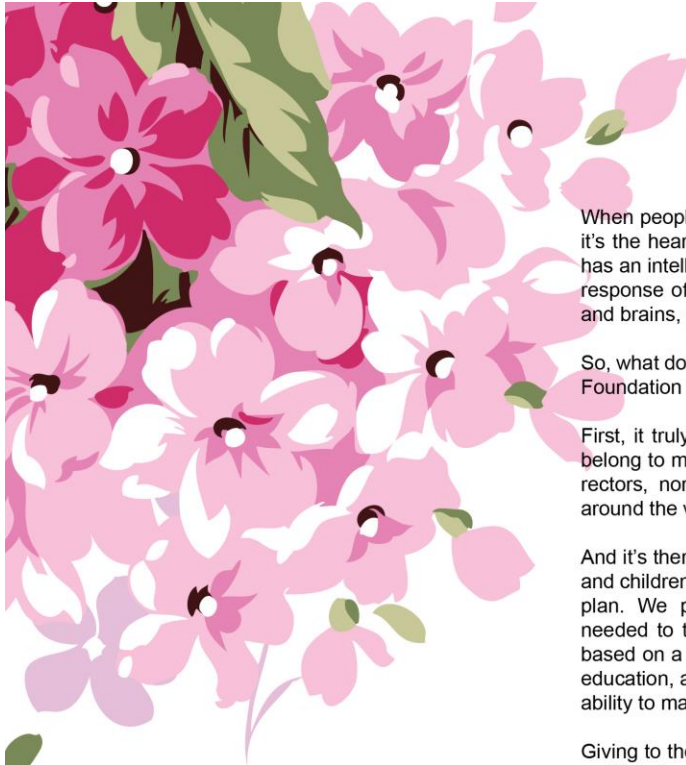 When peopl
it's the hear
has an intell
response of
and brains,
So, what do
Foundation
First, it truly
belong to m
rectors, nor
around the v
And it's ther
and children
plan. We p
needed to t
based on a
education, a
ability to ma
Giving to the